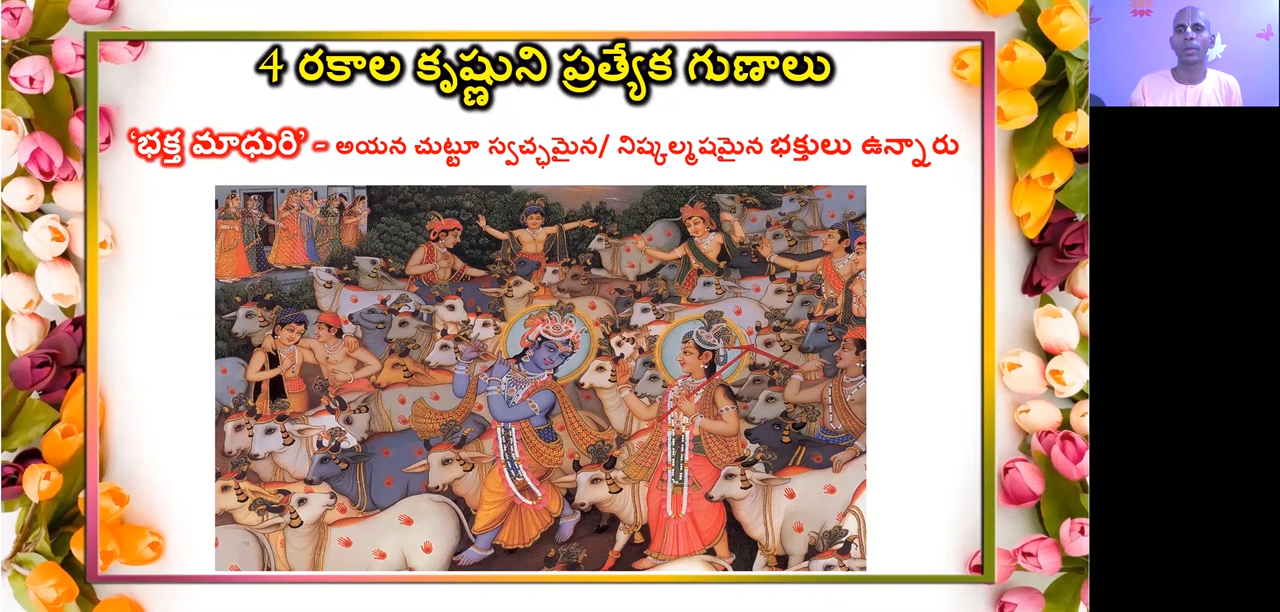 4 రకాల కృష్ణుని ప్రత్యేక గుణాలు
‘భక్త మాధురి’ - అయన చుట్టూ స్వచ్ఛమైన/ నిష్కల్మషమైన భక్తులు ఉన్నారు